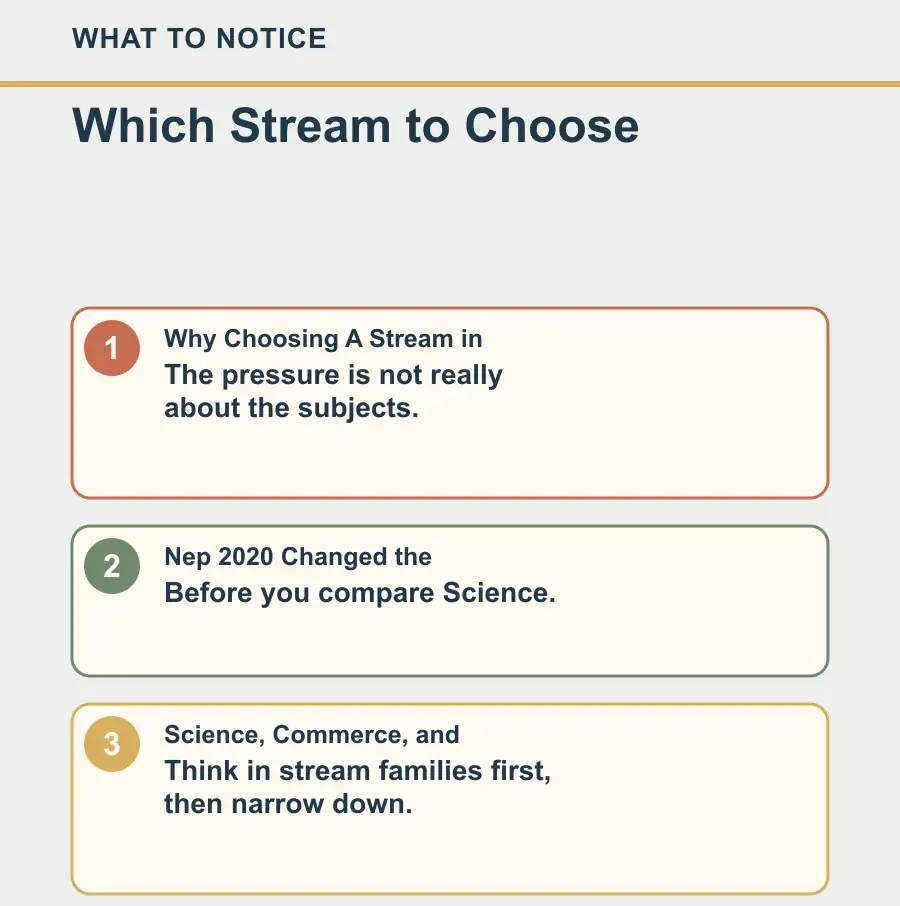 WHAT TO NOTICE
Which Stream to Choose
1
Why Choosing A Stream in
The pressure is not really
about the subjects.
2
Nep 2020 Changed the
Before you compare Science.
3
Science, Commerce, and
Think in stream families first,
then narrow down.